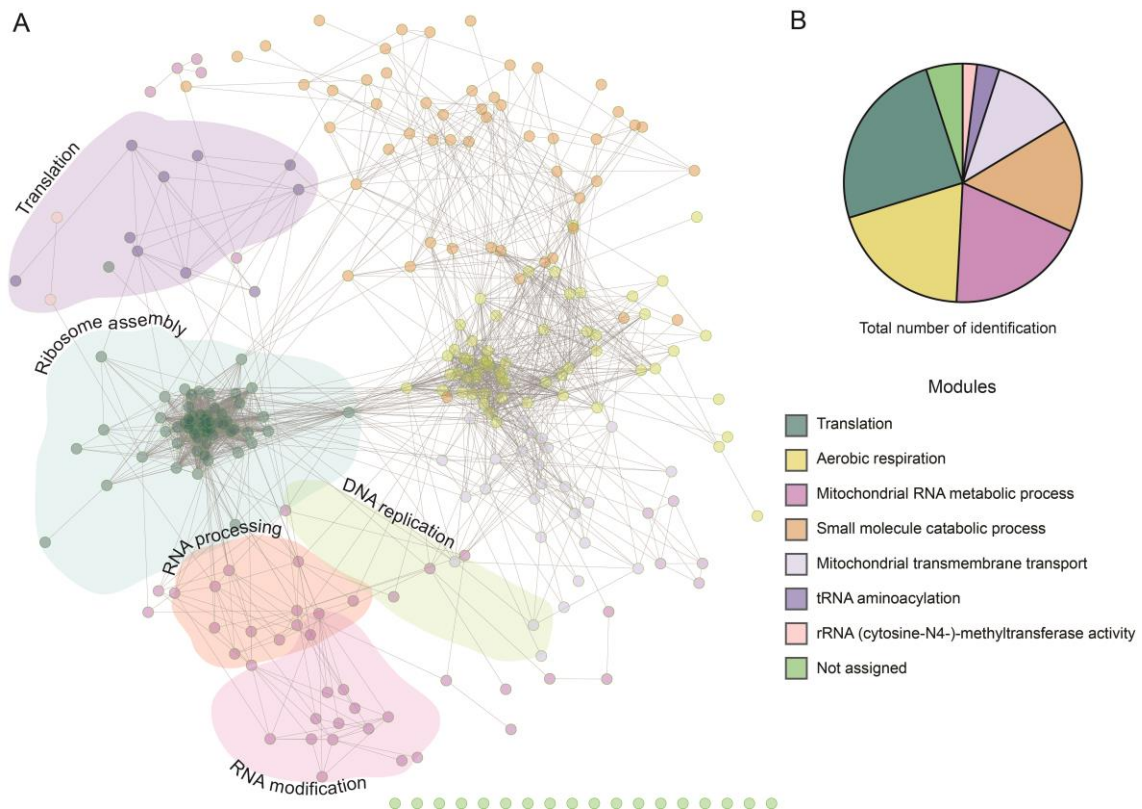 A
B
Translation
Ribosome assembly
DNA replication
RNA processing
RNA modification
Total number of identification
Modules
Translation
Aerobic respiration
Mitochondrial RNA metabolic process
Small molecule catabolic process
Mitochondrial transmembrane transport
tRNA aminoacylation
rRNA (cytosine-N4-)-methyltransferase activity
Not assigned